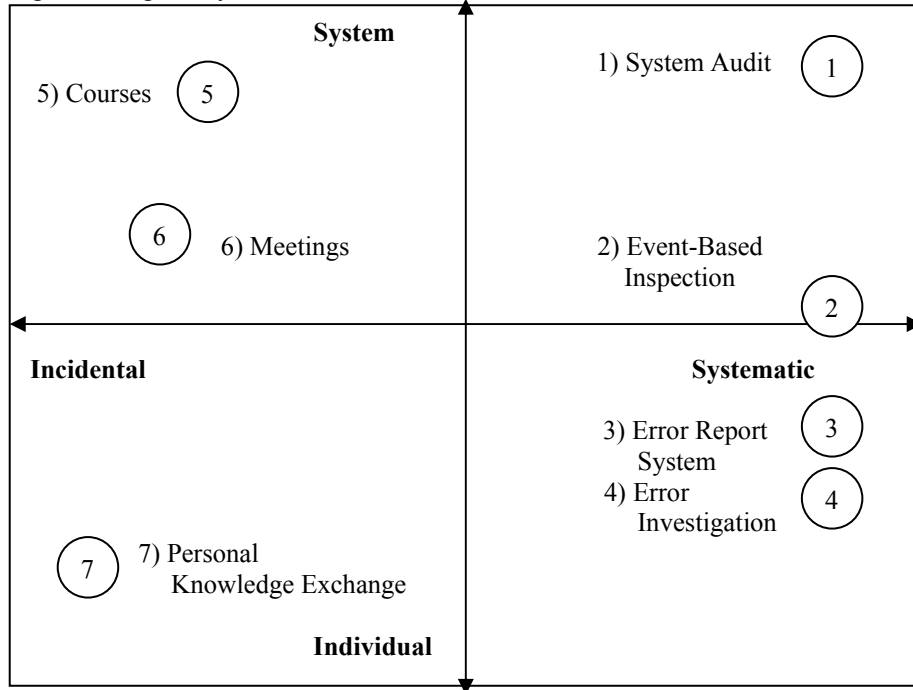 System
1) System Audit
1
5) Courses
5
6
6) Meetings
2) Event-Based
Inspection
2
Incidental
Systematic
3) Error Report
System
3
4) Error
Investigation
4
7
7) Personal
Knowledge Exchange
Individual